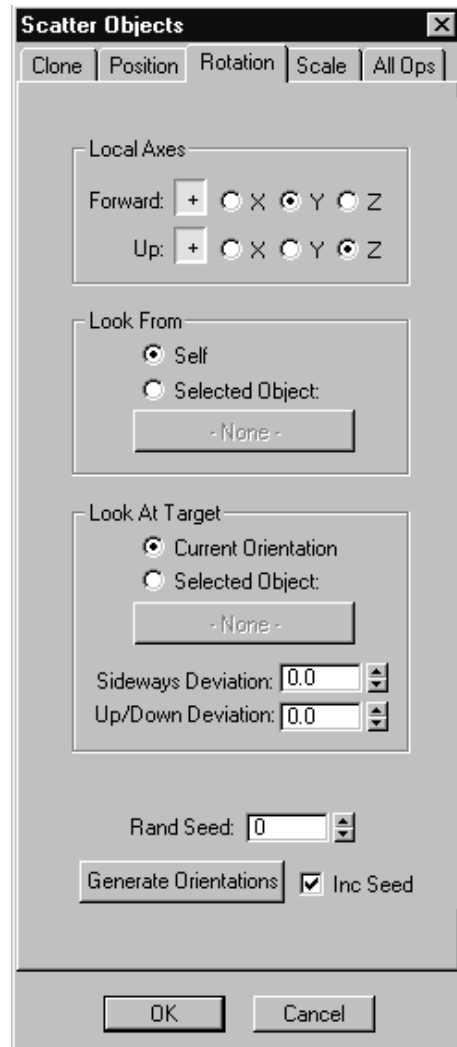 Scatter Objects
Clone Position Rotation Scale All Ops
Local Axes
Forward: + X Y Z
Up: + X Y Z
Look From
Self
Selected Object:
- None -
Look At Target
Current Orientation
Selected Object:
- None -
Sideways Deviation: 0.0
Up/Down Deviation: 0.0
Rand Seed: 0
Generate Orientations Inc Seed
OK Cancel